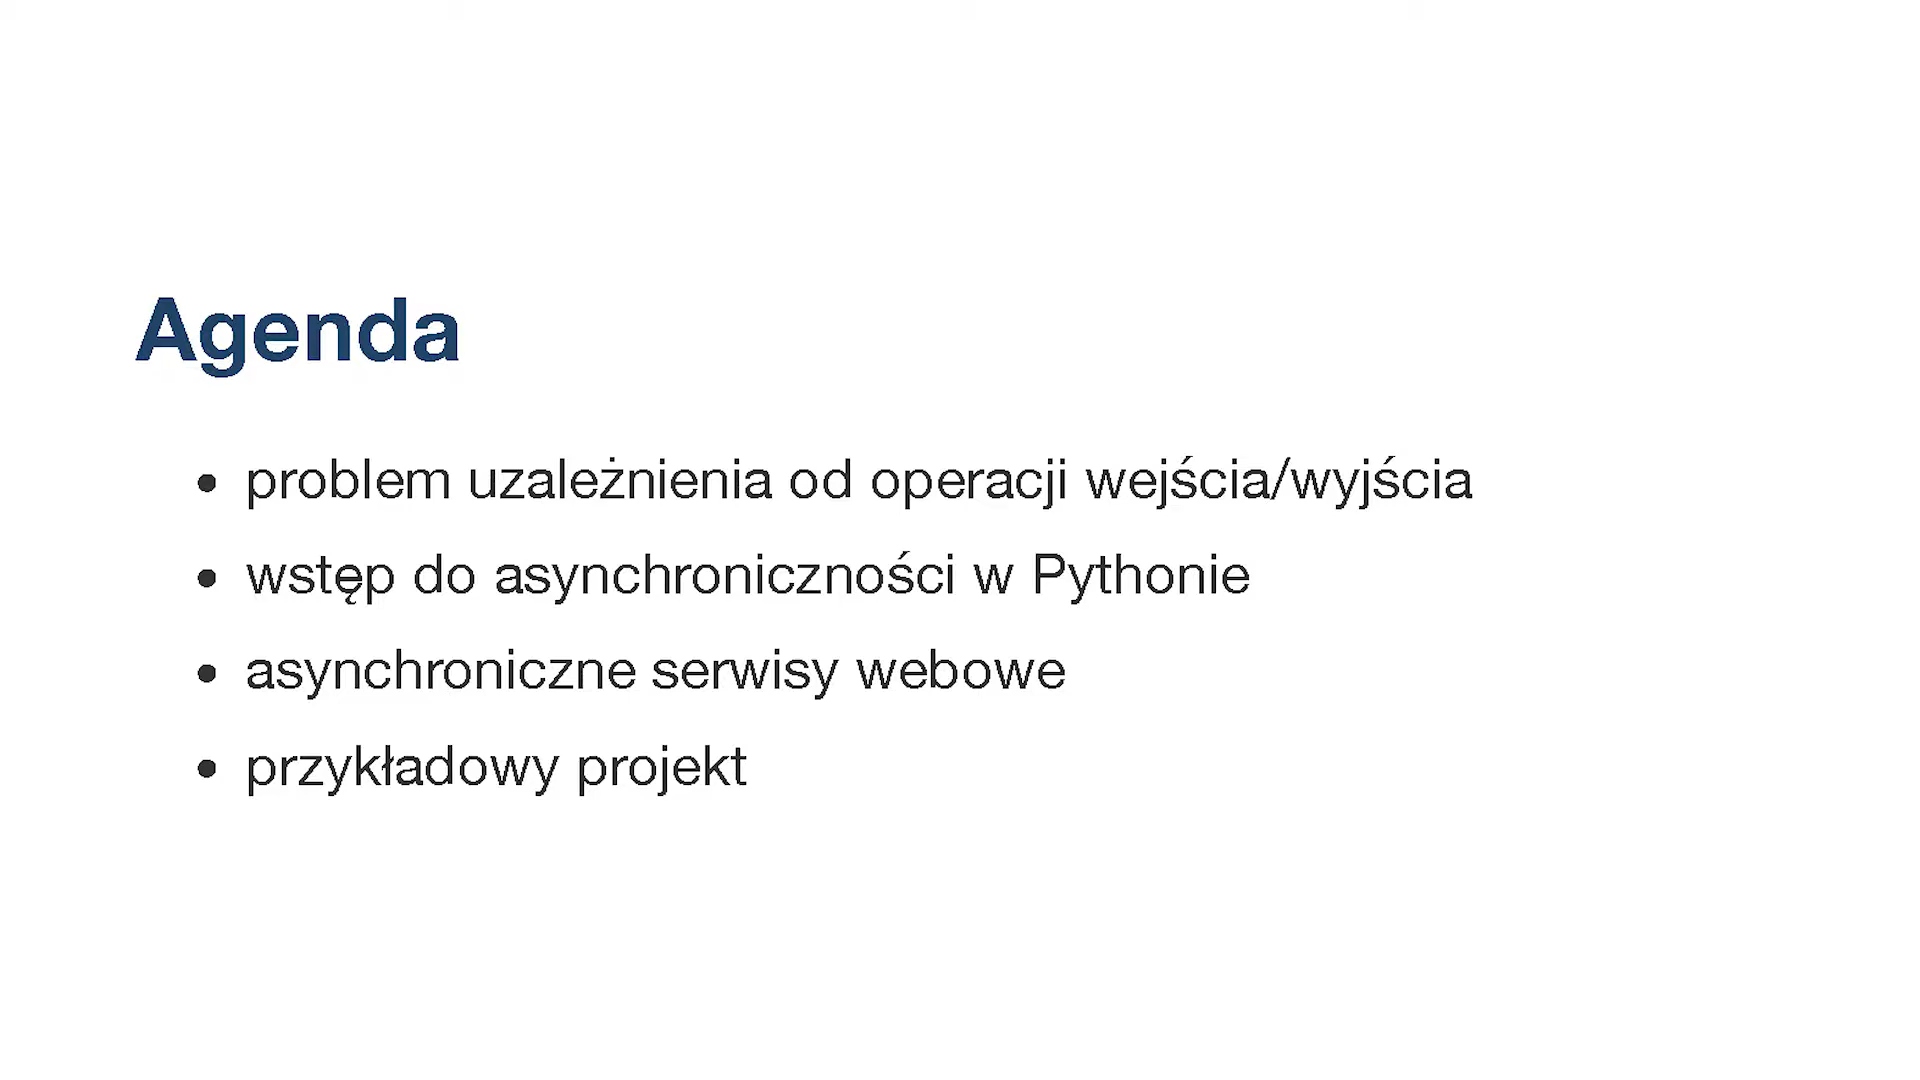 Agenda
• problem uzależnienia od operacji wejścia/wyjścia
• wstęp do asynchroniczności w Pythonie
• asynchroniczne serwisy webowe
• przykładowy projekt